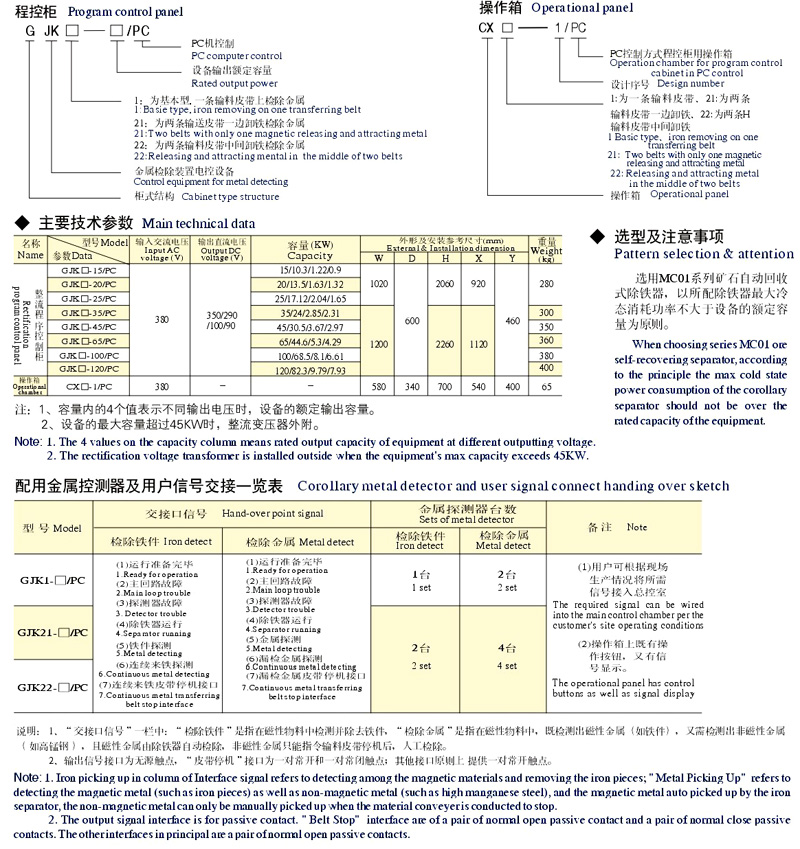 程控柜 Program control panel
G JK□ — □/PC
PC机控制
PC computer control
设备输出额定容量
Rated output power
1: 为基本型, 一条输料皮带上检除金属
1: Basie type, iron removing on one transferring belt
21: 为两条输送皮带一边卸铁检除金属
21:Two belts with only one magnetic releasing and attracting metal
22: 为两条输料皮带中间卸铁检除金属
22:Releasing and attracting mental in the middle of two belts
金属检除装置电控设备
Control equipment for metal detecting
柜式结构 Cabinet type structure
操作箱 Operational panel
CX □ — 1/PC
PC控制方式程控柜用操作箱
Operation chamber for program control
cabinet in PC control
设计序号 Design number
1:为一条输料皮带、21:为两条
输料皮带一边卸铁、22:为两条H
输料皮带中间卸铁
1 Basic type, iron removing on one
transferring belt
21: Two belts with only one magnetic
releasing and attracting metal
22: Releasing and attracting metal
in the middle of two belts
操作箱 Operational panel
◆ 主要技术参数 Main technical data
名称 Name 型号Model 参数Data 输入交流电压 Input AC voltage (V) 输出直流电压 Output DC voltage (V) 容量(KW) Capacity 外形及安装参考尺寸(mm) External & Installation dimension 重量 Weight (kg)
W D H X Y
整流程序控制柜 Rectification program control panel
GJK□-15/PC 15/10.3/1.22/0.9
GJK□-20/PC 380 350/290/100/90 20/13.5/1.63/1.32 1020 600 2060 920 460 280
GJK□-25/PC 25/17.12/2.04/1.65
GJK□-35/PC 35/24/2.85/2.31 1200 2260 1120 300
GJK□-45/PC 45/30.5/3.67/2.97 350
GJK□-65/PC 65/44.6/5.3/4.29 360
GJK□-100/PC 100/68.5/8.1/6.61 380
GJK□-120/PC 120/82.3/9.79/7.93 400
操作箱 Operational chamber CX□-1/PC 380 – – 580 340 700 540 400 65
注: 1、容量内的4个值表示不同输出电压时，设备的额定输出容量。
2、设备的最大容量超过45KW时，整流变压器外附。
Note: 1. The 4 values on the capacity column means rated output capacity of equipment at different outputting voltage.
2. The rectification voltage transformer is installed outside when the equipment's max capacity exceeds 45KW.
◆ 选型及注意事项
Pattern selection & attention
选用MC01系列矿石自动回收
式除铁器，以所配除铁器最大冷
态消耗功率不大于设备的额定容
量为原则。
When choosing series MC01 ore
self-recovering separator, according
to the principle the max cold state
power consumption of the corollary
separator should not be over the
rated capacity of the equipment.
配用金属控测器及用户信号交接一览表 Corollary metal detector and user signal connect handing over sketch
型号 Model 交接口信号 Hand-over point signal 金属探测器台数 Sets of metal detector 备注 Note
检除铁件 Iron detect 检除金属 Metal detect 检除铁件 Iron detect 检除金属 Metal detect
GJK1-□/PC
GJK21-□/PC
GJK22-□/PC
(1)运行准备完毕
1.Ready for operation
(2)主回路故障
2.Main loop trouble
(3)探测器故障
3. Detector trouble
(4)除铁器运行
4.Separator running
(5)铁件探测
5.Metal detecting
(6)连续来铁探测
6.Continuous metal detecting
(7)连续来铁皮带停机接口
7.Continuous metal transferring
belt stop interface
(1)运行准备完毕
1.Ready for operation
(2)主回路故障
2.Main loop trouble
(3)探测器故障
3.Detector trouble
(4)除铁器运行
4.Separator running
(5)金属探测
5.Metal detecting
(6)漏检金属探测
6.Continuous metal detecting
(7)漏检金属皮带停机接口
7.Continuous metal transferring
belt stop interface
1台 2台
1 set 2 set
2台 4台
2 set 4 set
(1)用户可根据现场
生产情况将所需
信号接入总控室
The required signal can be wired
into the main control chamber per the
customer's site operating conditions
(2)操作箱上既有操
作按钮，又有信
号显示。
The operational panel has control
buttons as well as signal display
说明: 1、“交接口信号”一栏中: “检除铁件”是指在磁性物料中检测并除去铁件，“检除金属”是指在磁性物料中，既检测出磁性金属（如铁件），又需检测出非磁性金属
（如高锰钢），且磁性金属由除铁器自动检除，非磁性金属只能指令输料皮带停机后，人工检除。
2、输出信号接口为无源触点，“皮带停机”接口为一对常开和一对常闭触点；其他接口原则上 提供一对常开触点。
Note: 1. Iron picking up in column of Interface signal refers to detecting among the magnetic materials and removing the iron pieces; "Metal Picking Up" refers to
detecting the magnetic metal (such as iron pieces) as well as non-magnetic metal (such as high manganese steel), and the magnetic metal auto picked up by the iron
separator, the non-magnetic metal can only be manually picked up when the material conveyer is conducted to stop.
2. The output signal interface is for passive contact. "Belt Stop" interface are of a pair of normal open passive contact and a pair of normal close passive
contacts. The other interfaces in principal are a pair of normal open passive contacts.